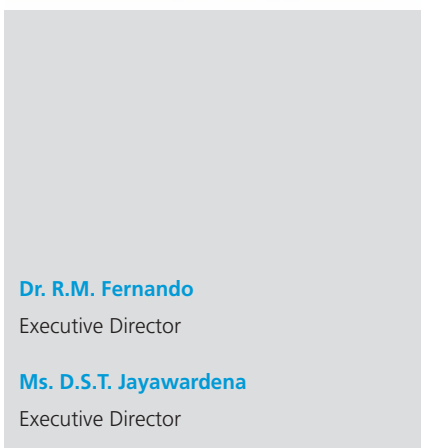 Dr. R.M. Fernando
Executive Director
Ms. D.S.T. Jayawardena
Executive Director